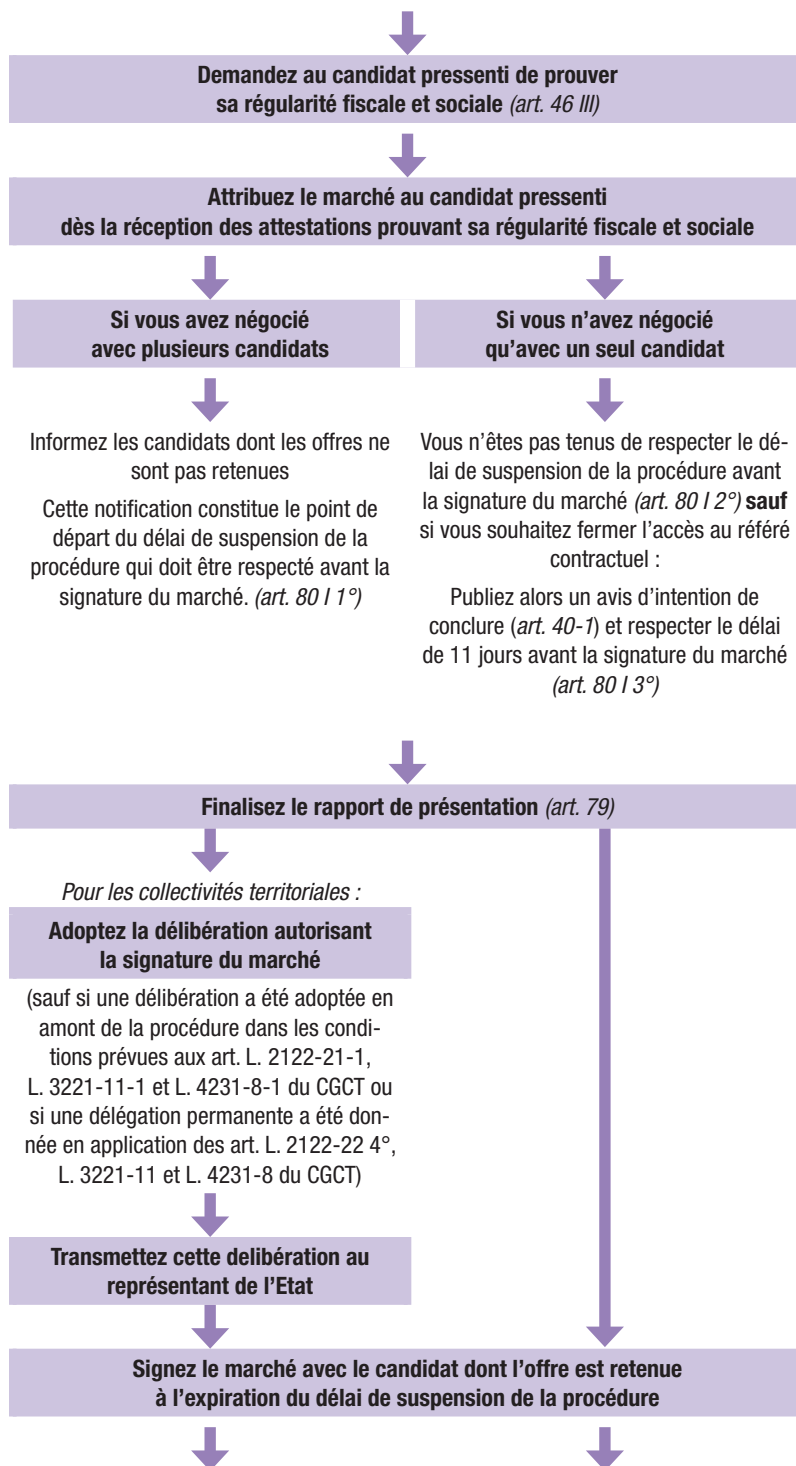 Demandez au candidat pressenti de prouver
sa régularité fiscale et sociale (art. 46 III)
Attribuez le marché au candidat pressenti
dès la réception des attestations prouvant sa régularité fiscale et sociale
Si vous avez négocié
avec plusieurs candidats
Informez les candidats dont les offres ne
sont pas retenues
Cette notification constitue le point de
départ du délai de suspension de la
procédure qui doit être respecté avant la
signature du marché. (art. 80 I 1°)
Si vous n’avez négocié
qu’avec un seul candidat
Vous n’êtes pas tenus de respecter le dé-
lai de suspension de la procédure avant
la signature du marché (art. 80 I 2°) sauf
si vous souhaitez fermer l’accès au référé
contractuel :
Publiez alors un avis d’intention de
conclure (art. 40-1) et respecter le délai
de 11 jours avant la signature du marché
(art. 80 I 3°)
Finalisez le rapport de présentation (art. 79)
Pour les collectivités territoriales :
Adoptez la délibération autorisant
la signature du marché
(sauf si une délibération a été adoptée en
amont de la procédure dans les condi-
tions prévues aux art. L. 2122-21-1,
L. 3221-11-1 et L. 4231-8-1 du CGCT ou
si une délégation permanente a été don-
née en application des art. L. 2122-22 4°,
L. 3221-11 et L. 4231-8 du CGCT)
Transmettez cette delibération au
représentant de l’Etat
Signez le marché avec le candidat dont l’offre est retenue
à l’expiration du délai de suspension de la procédure